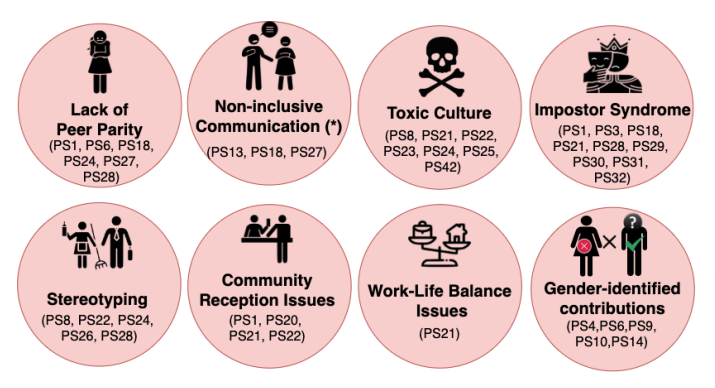 Lack of
Peer Parity
(PS1, PS6, PS18,
PS24, PS27,
PS28)
Non-inclusive
Communication (*)
(PS13, PS18, PS27)
Toxic Culture
(PS8, PS21, PS22,
PS23, PS24, PS25,
PS42)
Impostor Syndrome
(PS1, PS3, PS18,
PS21, PS28, PS29,
PS30, PS31,
PS32)
Stereotyping
(PS8, PS22, PS24,
PS26, PS28)
Community
Reception Issues
(PS1, PS20,
PS21, PS22)
Work-Life Balance
Issues
(PS21)
?
Gender-identified
contributions
(PS4,PS6,PS9,
PS10,PS14)